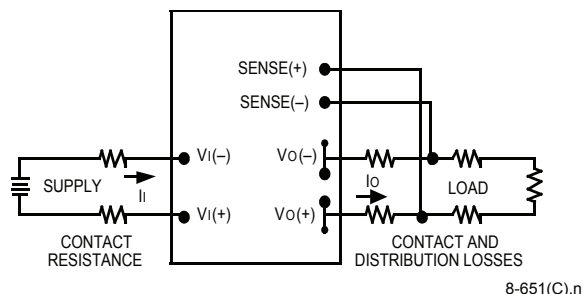 SENSE(+)
SENSE(–)
VI(–)
VO(–)
SUPPLY
II
IO
LOAD
VI(+)
VO(+)
CONTACT
RESISTANCE
CONTACT AND
DISTRIBUTION LOSSES
8-651(C).n